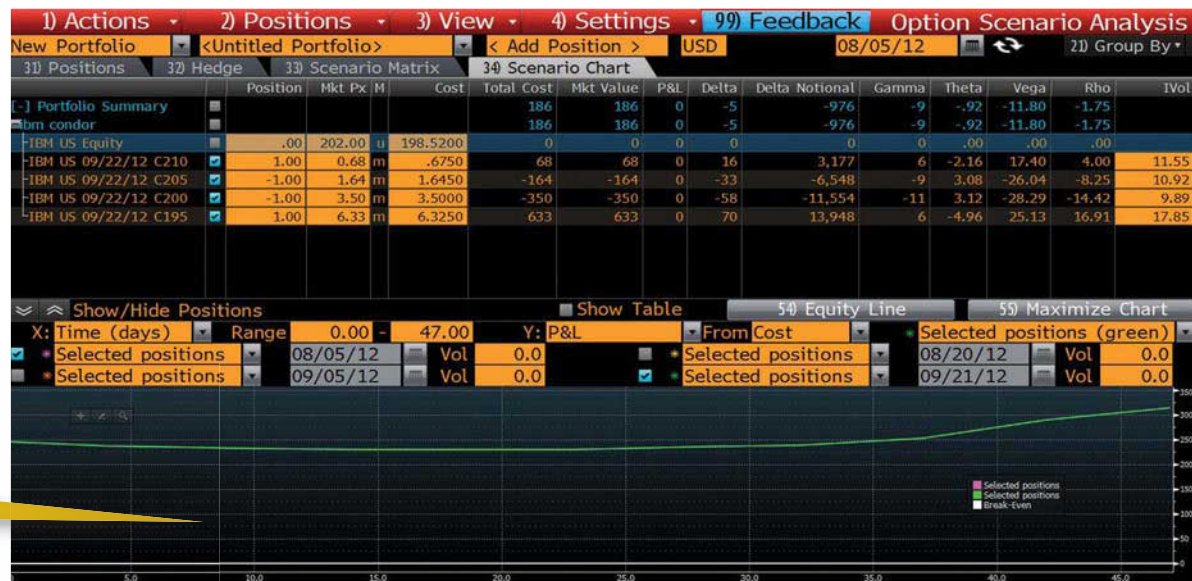 1) Actions 2) Positions 3) View 4) Settings 99) Feedback Option Scenario Analysis
New Portfolio <Untitled Portfolio> < Add Position > USD 08/05/12 21) Group By
31) Positions 32) Hedge 33) Scenario Matrix 34) Scenario Chart
Position Mkt Px M Cost Total Cost Mkt Value P&L Delta Delta Notional Gamma Theta Vega Rho IVol
[-] Portfolio Summary 186 186 0 -5 -976 -9 -.92 -11.80 -1.75
ibm condor 186 186 0 -5 -976 -9 -.92 -11.80 -1.75
IBM US Equity .00 202.00 u 198.5200 0 0 0 0 0 0 .00 .00 .00
IBM US 09/22/12 C210 1.00 0.68 m .6750 68 68 0 16 3,177 6 -2.16 17.40 4.00 11.55
IBM US 09/22/12 C205 -1.00 1.64 m 1.6450 -164 -164 0 -33 -6,548 -9 3.08 -26.04 -8.25 10.92
IBM US 09/22/12 C200 -1.00 3.50 m 3.5000 -350 -350 0 -58 -11,554 -11 3.12 -28.29 -14.42 9.89
IBM US 09/22/12 C195 1.00 6.33 m 6.3250 633 633 0 70 13,948 6 -4.96 25.13 16.91 17.85
Show/Hide Positions Show Table 54) Equity Line 55) Maximize Chart
X: Time (days) Range 0.00 - 47.00 Y: P&L From Cost Selected positions (green)
Selected positions 08/05/12 Vol 0.0 Selected positions 08/20/12 Vol 0.0
Selected positions 09/05/12 Vol 0.0 Selected positions 09/21/12 Vol 0.0
350
300
250
200
150
100
50
0
Selected positions
Selected positions
Break-Even
5.0 10.0 15.0 20.0 25.0 30.0 35.0 40.0 45.0